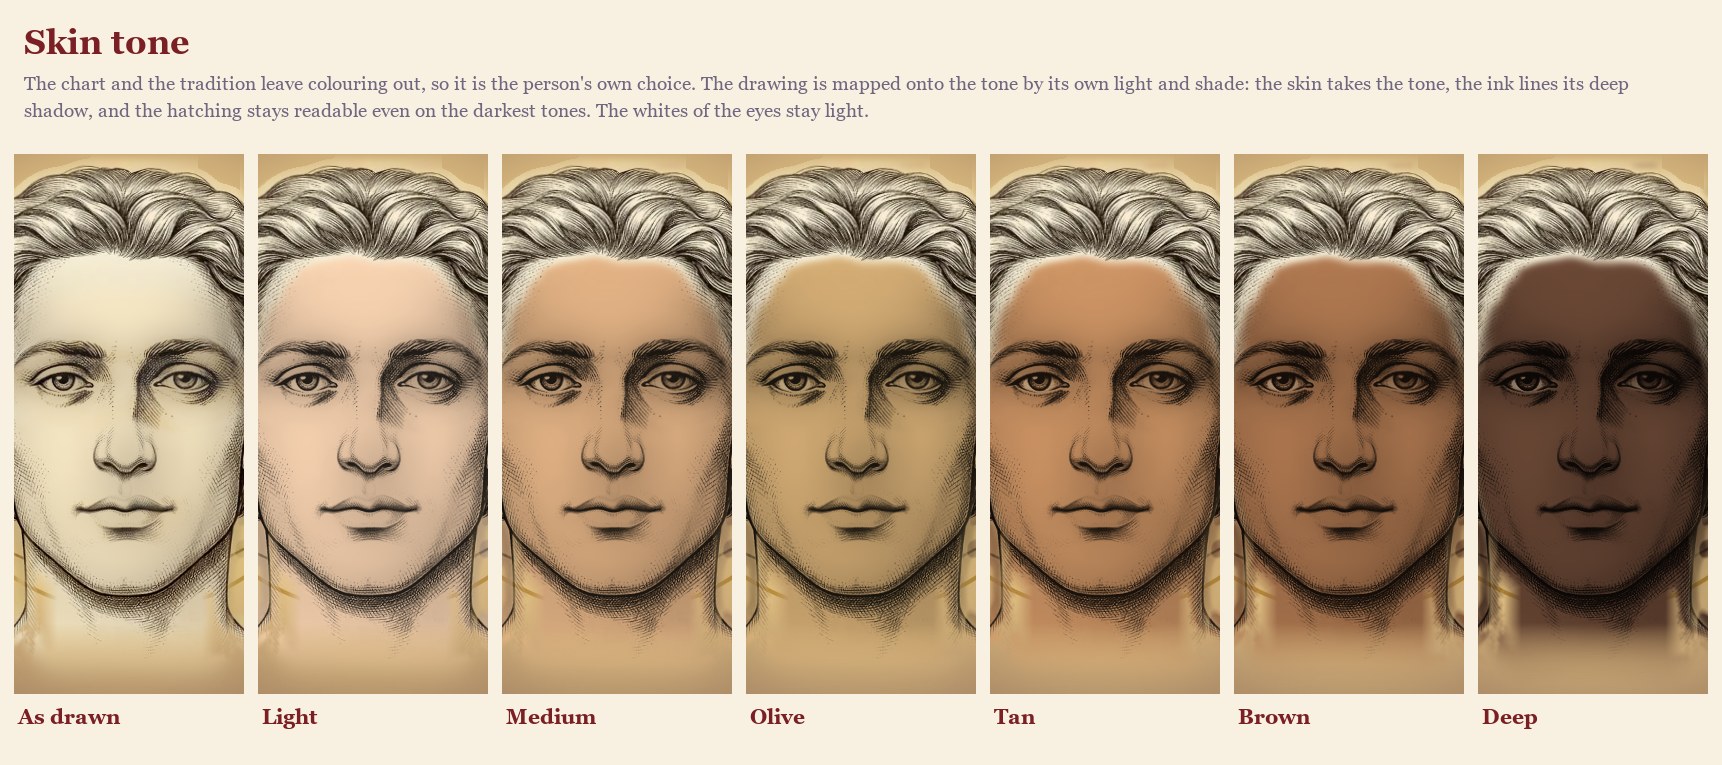 Skin tone
The chart and the tradition leave colouring out, so it is the person's own choice. The drawing is mapped onto the tone by its own light and shade: the skin takes the tone, the ink lines its deep
shadow, and the hatching stays readable even on the darkest tones. The whites of the eyes stay light.
As drawn
Light
Medium
Olive
Tan
Brown
Deep